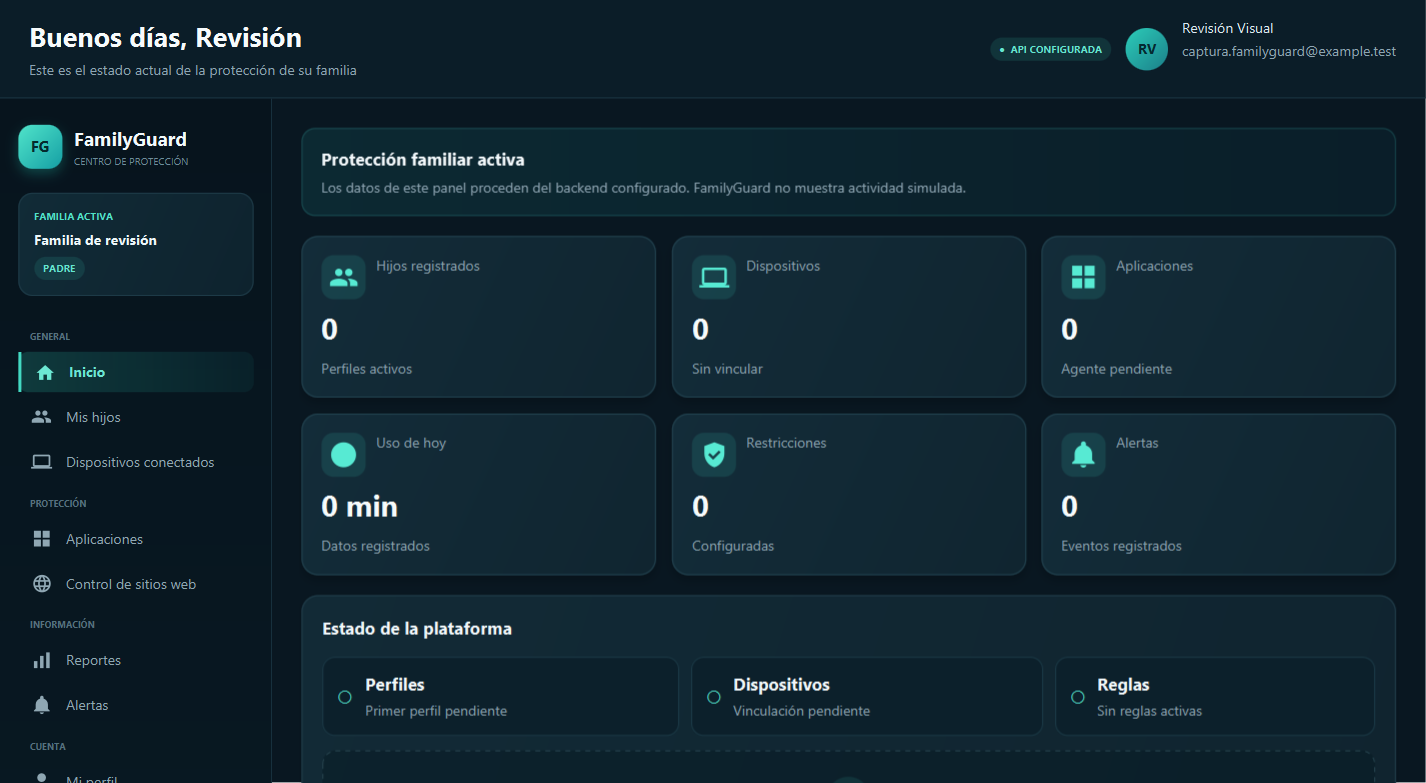 Buenos días, Revisión
Este es el estado actual de la protección de su familia
• API CONFIGURADA
RV
Revisión Visual
captura.familyguard@example.test
FG
FamilyGuard
CENTRO DE PROTECCIÓN
FAMILIA ACTIVA
Familia de revisión
PADRE
GENERAL
Inicio
Mis hijos
Dispositivos conectados
PROTECCIÓN
Aplicaciones
Control de sitios web
INFORMACIÓN
Reportes
Alertas
CUENTA
Mi perfil
Protección familiar activa
Los datos de este panel proceden del backend configurado. FamilyGuard no muestra actividad simulada.
Hijos registrados
0
Perfiles activos
Dispositivos
0
Sin vincular
Aplicaciones
0
Agente pendiente
Uso de hoy
0 min
Datos registrados
Restricciones
0
Configuradas
Alertas
0
Eventos registrados
Estado de la plataforma
Perfiles
Primer perfil pendiente
Dispositivos
Vinculación pendiente
Reglas
Sin reglas activas